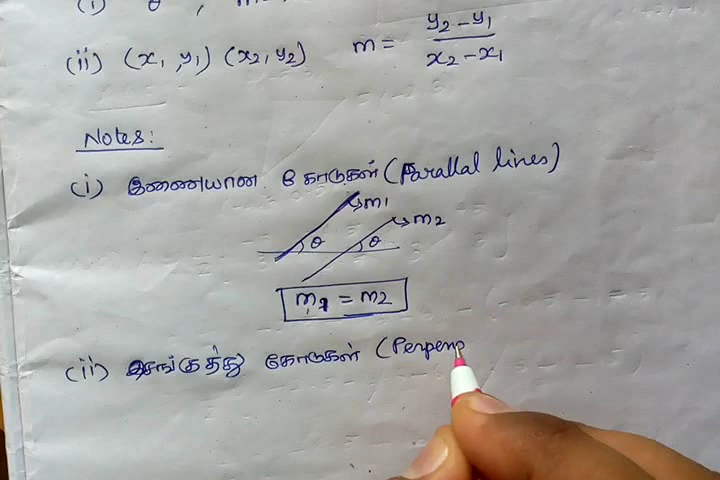 (i) θ ,
(ii) (x1, y1) (x2, y2) m = y2-y1 / x2-x1
Notes:
(i) இணையான கோடுகள் (Parallal lines)
m1
m2
θ θ
m1 = m2
(ii) செங்குத்து கோடுகள் (Perpen